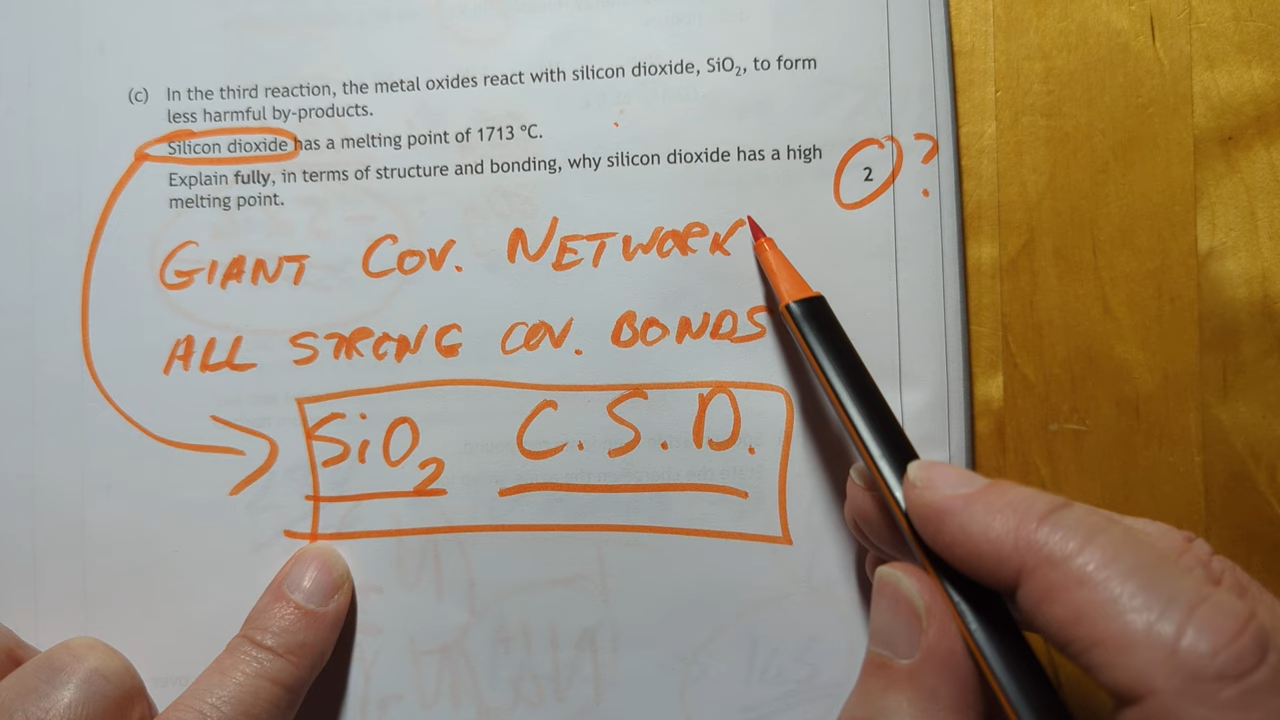 (c) In the third reaction, the metal oxides react with silicon dioxide, SiO₂, to form
less harmful by-products.
Silicon dioxide has a melting point of 1713 °C.
Explain fully, in terms of structure and bonding, why silicon dioxide has a high
melting point.
2 ?
GIANT COV. NETWORK
ALL STRONG COV. BONDS
SiO₂ C.S.D.